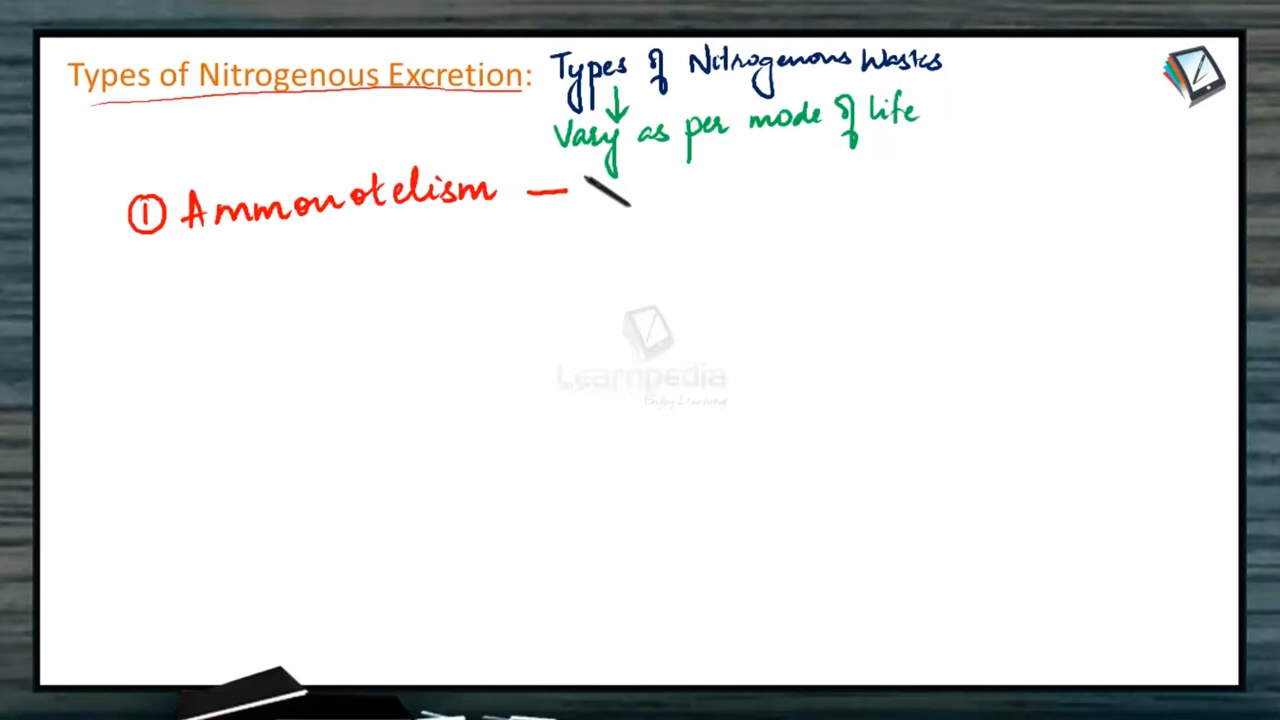 Types of Nitrogenous Excretion:
Types of Nitrogenous Wastes
Vary as per mode of life
① Ammonotelism —
Learnpedia
Enjoy Learning